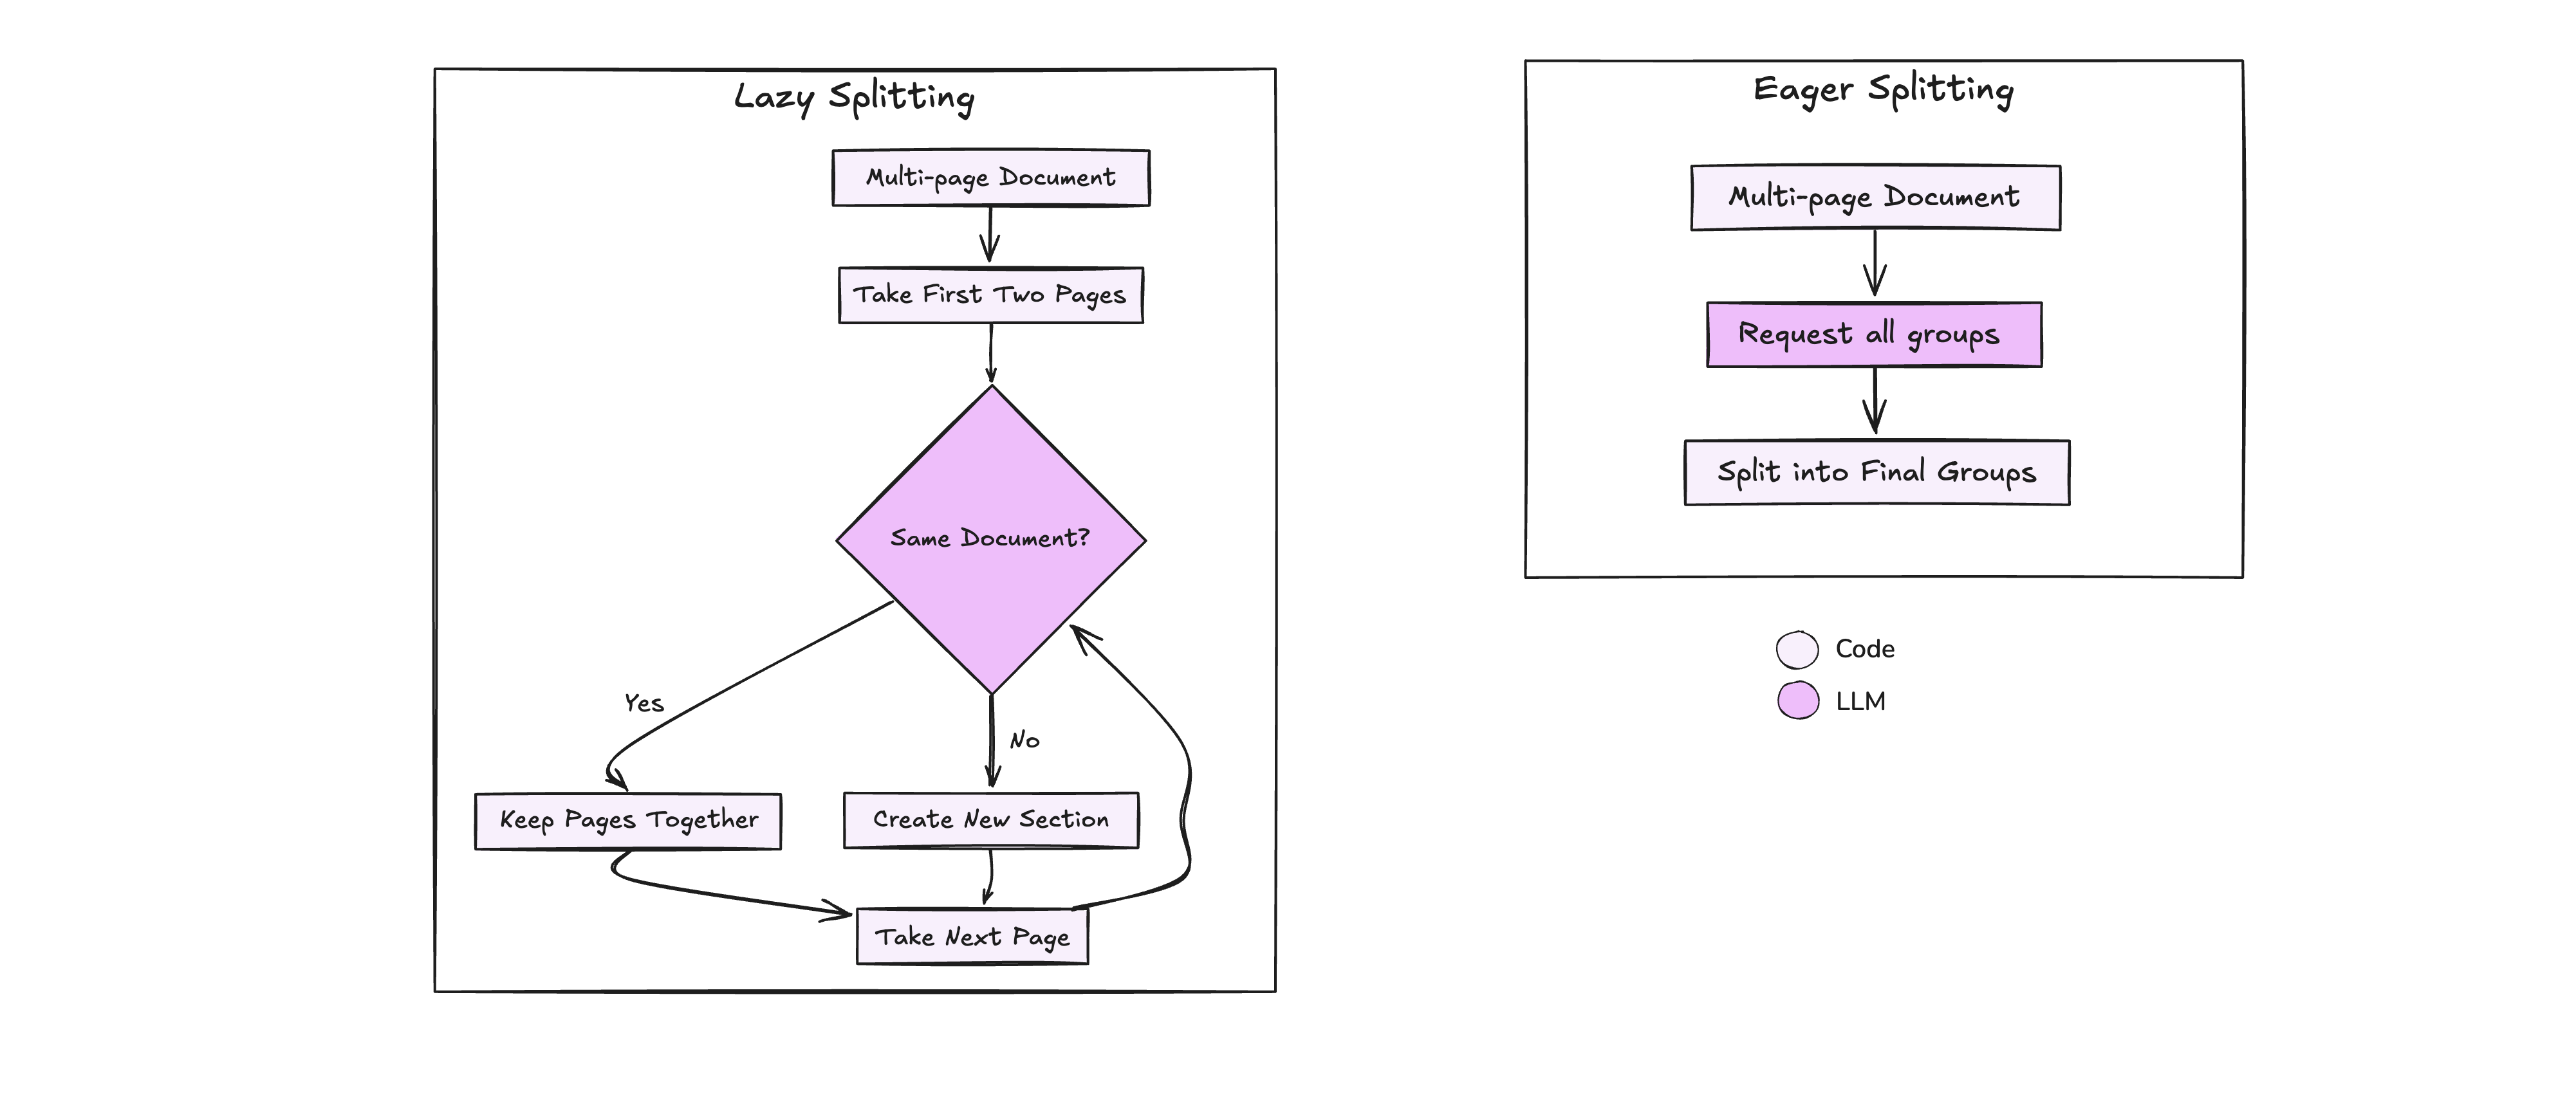 Lazy Splitting
Multi-page Document
Take First Two Pages
Same Document?
Yes
No
Keep Pages Together
Create New Section
Take Next Page
Eager Splitting
Multi-page Document
Request all groups
Split into Final Groups
Code
LLM